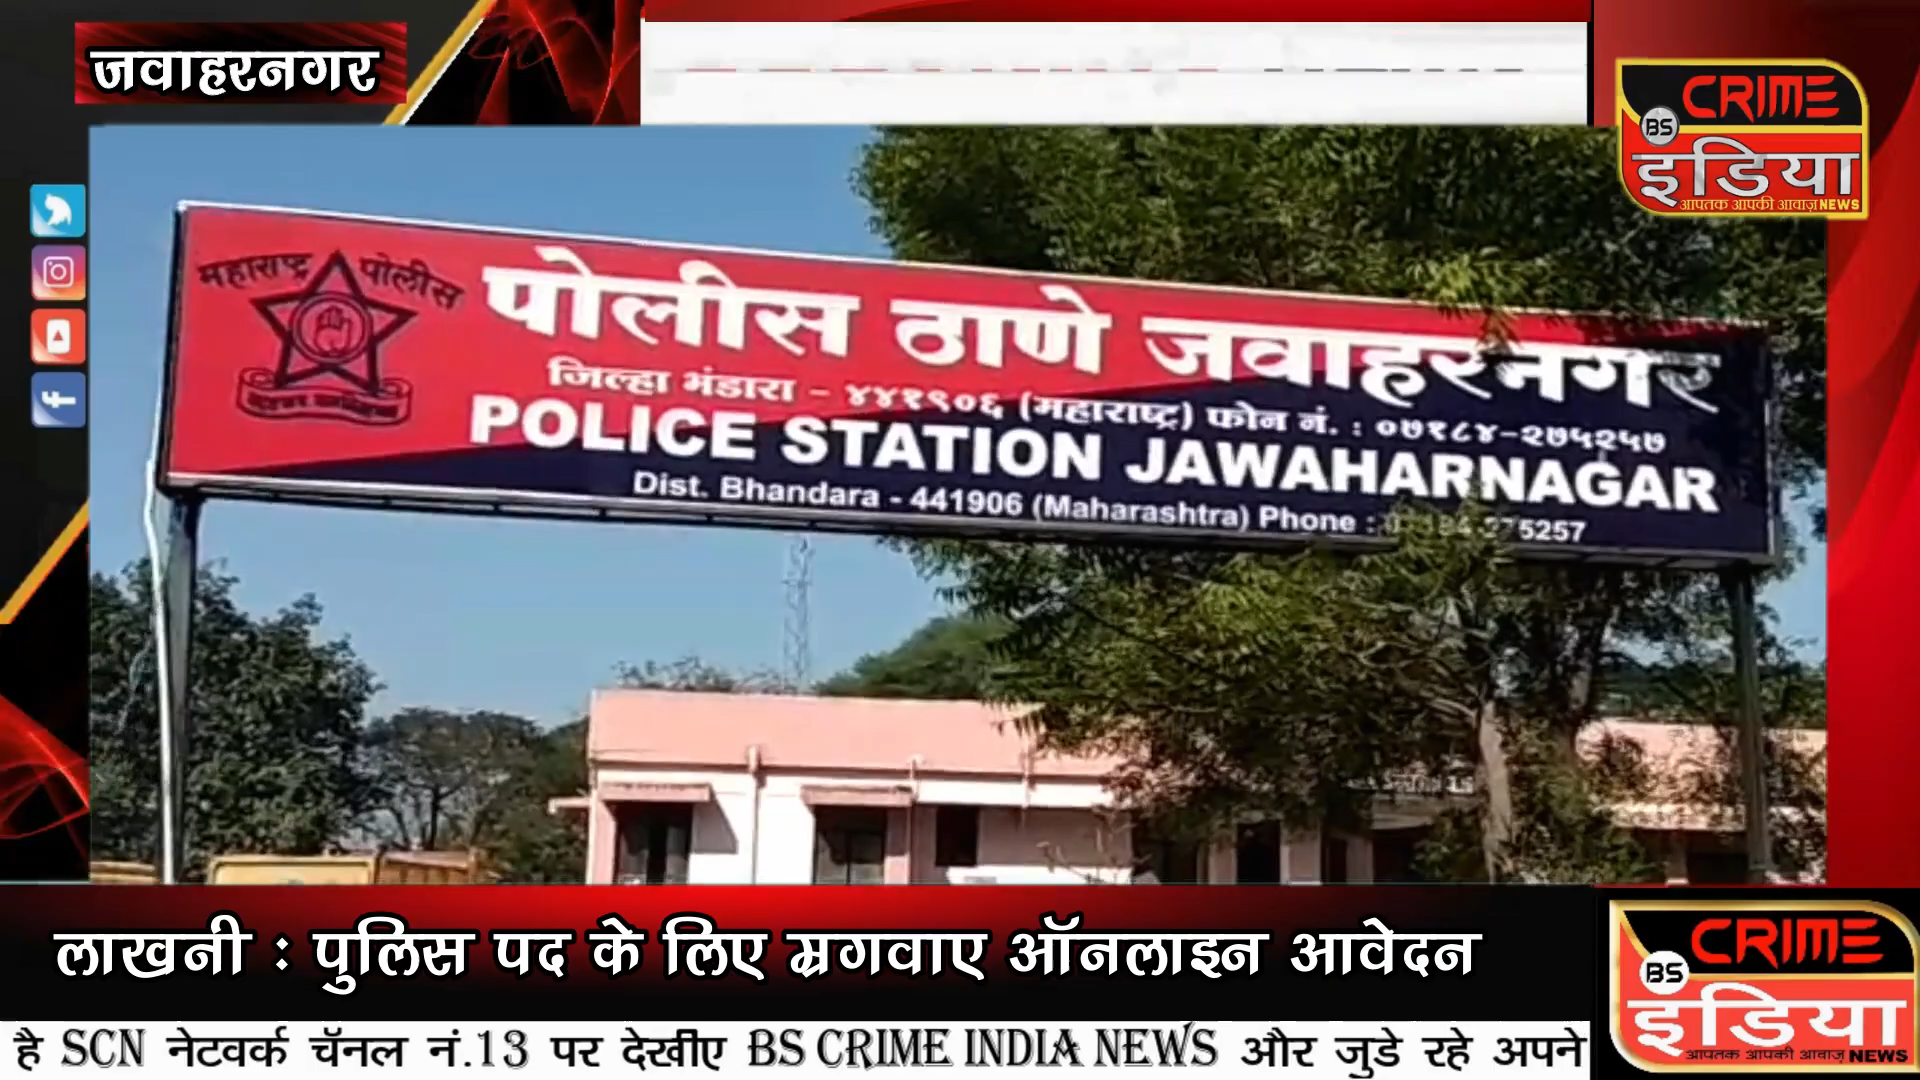 जवाहरनगर
CRIME
BS
इंडिया
आपतक आपकी आवाज़ NEWS
महाराष्ट्र पोलीस
पोलीस ठाणे जवाहरनगर
जिल्हा भंडारा - ४४१९०६ (महाराष्ट्र) फोन नं. : ०७१८४-२७५२५७
POLICE STATION JAWAHARNAGAR
Dist. Bhandara - 441906 (Maharashtra) Phone :
लाखनी : पुलिस पद के लिए म्रगवाए ऑनलाइन आवेदन
CRIME
BS
इंडिया
आपतक आपकी आवाज़ NEWS
है SCN नेटवर्क चॅनल नं.13 पर देखीए BS CRIME INDIA NEWS और जुडे रहे अपने